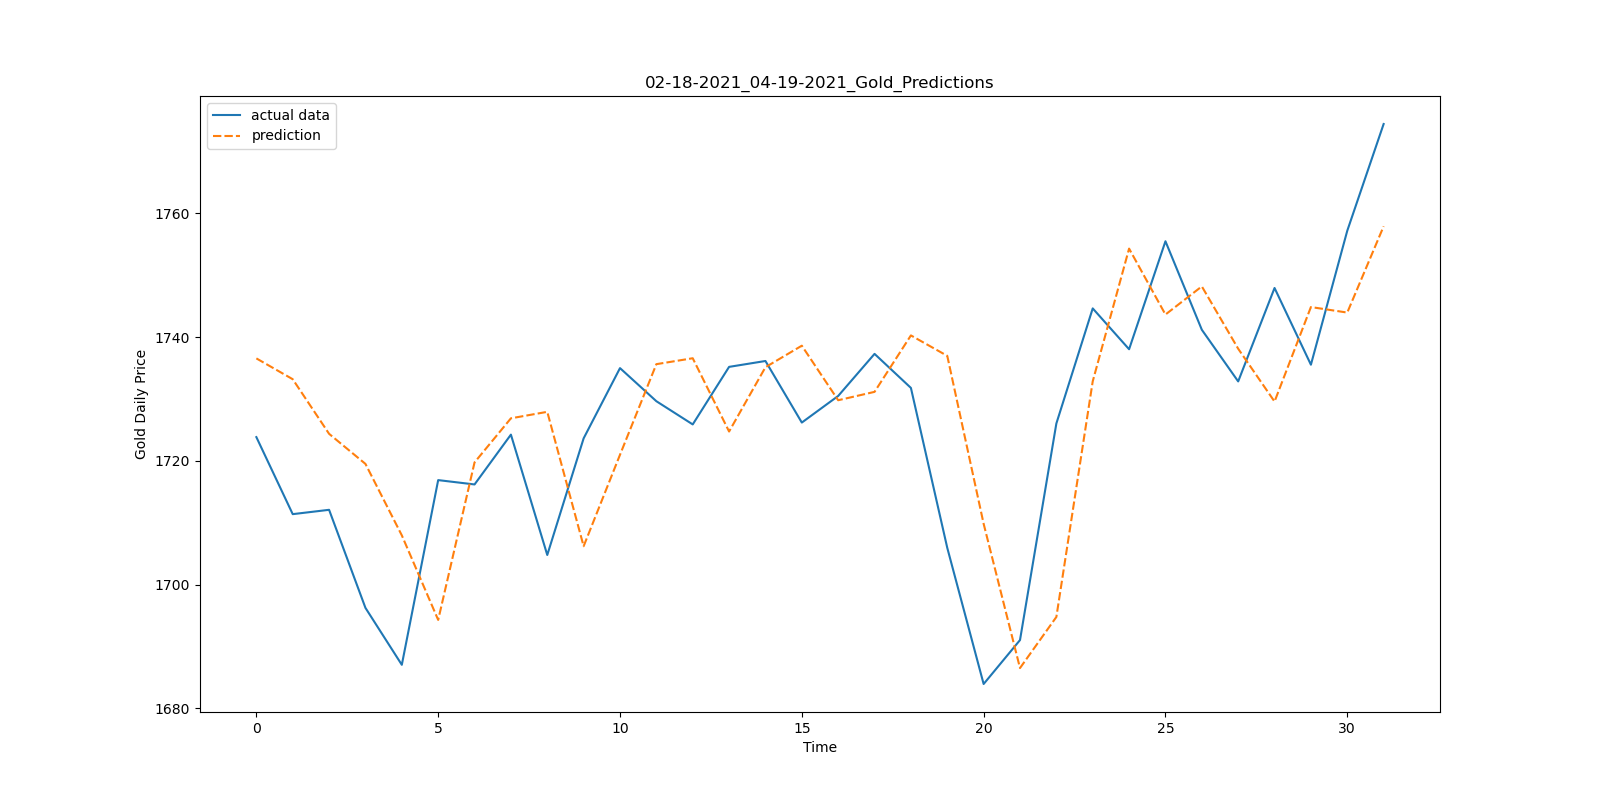 02-18-2021_04-19-2021_Gold_Predictions
actual data
prediction
Gold Daily Price
1760
1740
1720
1700
1680
0 5 10 15 20 25 30
Time